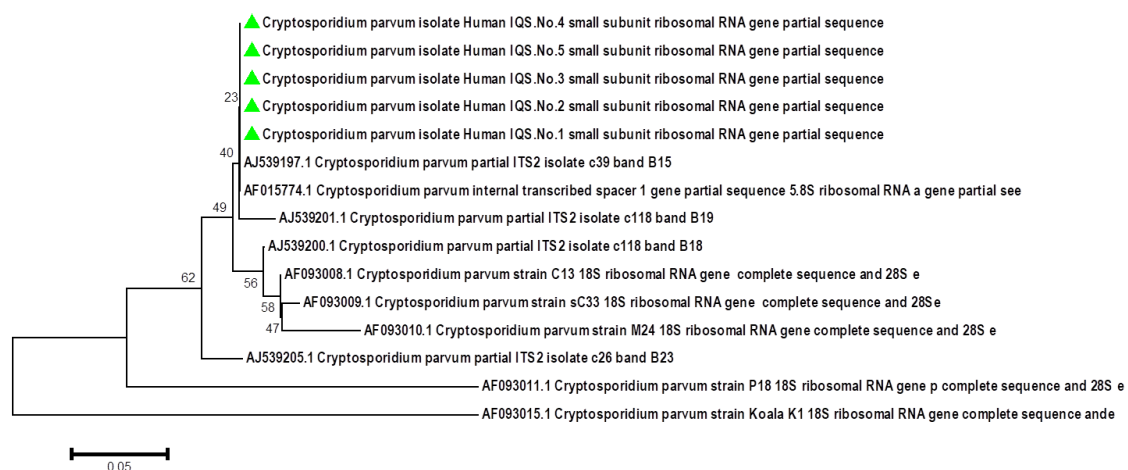 Cryptosporidium parvum isolate Human IQS.No.4 small subunit ribosomal RNA gene partial sequence
Cryptosporidium parvum isolate Human IQS.No.5 small subunit ribosomal RNA gene partial sequence
Cryptosporidium parvum isolate Human IQS.No.3 small subunit ribosomal RNA gene partial sequence
23
Cryptosporidium parvum isolate Human IQS.No.2 small subunit ribosomal RNA gene partial sequence
Cryptosporidium parvum isolate Human IQS.No.1 small subunit ribosomal RNA gene partial sequence
40
AJ539197.1 Cryptosporidium parvum partial ITS2 isolate c39 band B15
AF015774.1 Cryptosporidium parvum internal transcribed spacer 1 gene partial sequence 5.8S ribosomal RNA a gene partial see
49
AJ539201.1 Cryptosporidium parvum partial ITS2 isolate c118 band B19
AJ539200.1 Cryptosporidium parvum partial ITS2 isolate c118 band B18
62
56
AF093008.1 Cryptosporidium parvum strain C13 18S ribosomal RNA gene complete sequence and 28S e
58
AF093009.1 Cryptosporidium parvum strain sC33 18S ribosomal RNA gene complete sequence and 28Se
47
AF093010.1 Cryptosporidium parvum strain M24 18S ribosomal RNA gene complete sequence and 28S e
AJ539205.1 Cryptosporidium parvum partial ITS2 isolate c26 band B23
AF093011.1 Cryptosporidium parvum strain P18 18S ribosomal RNA gene p complete sequence and 28S e
AF093015.1 Cryptosporidium parvum strain Koala K1 18S ribosomal RNA gene complete sequence ande
0.05